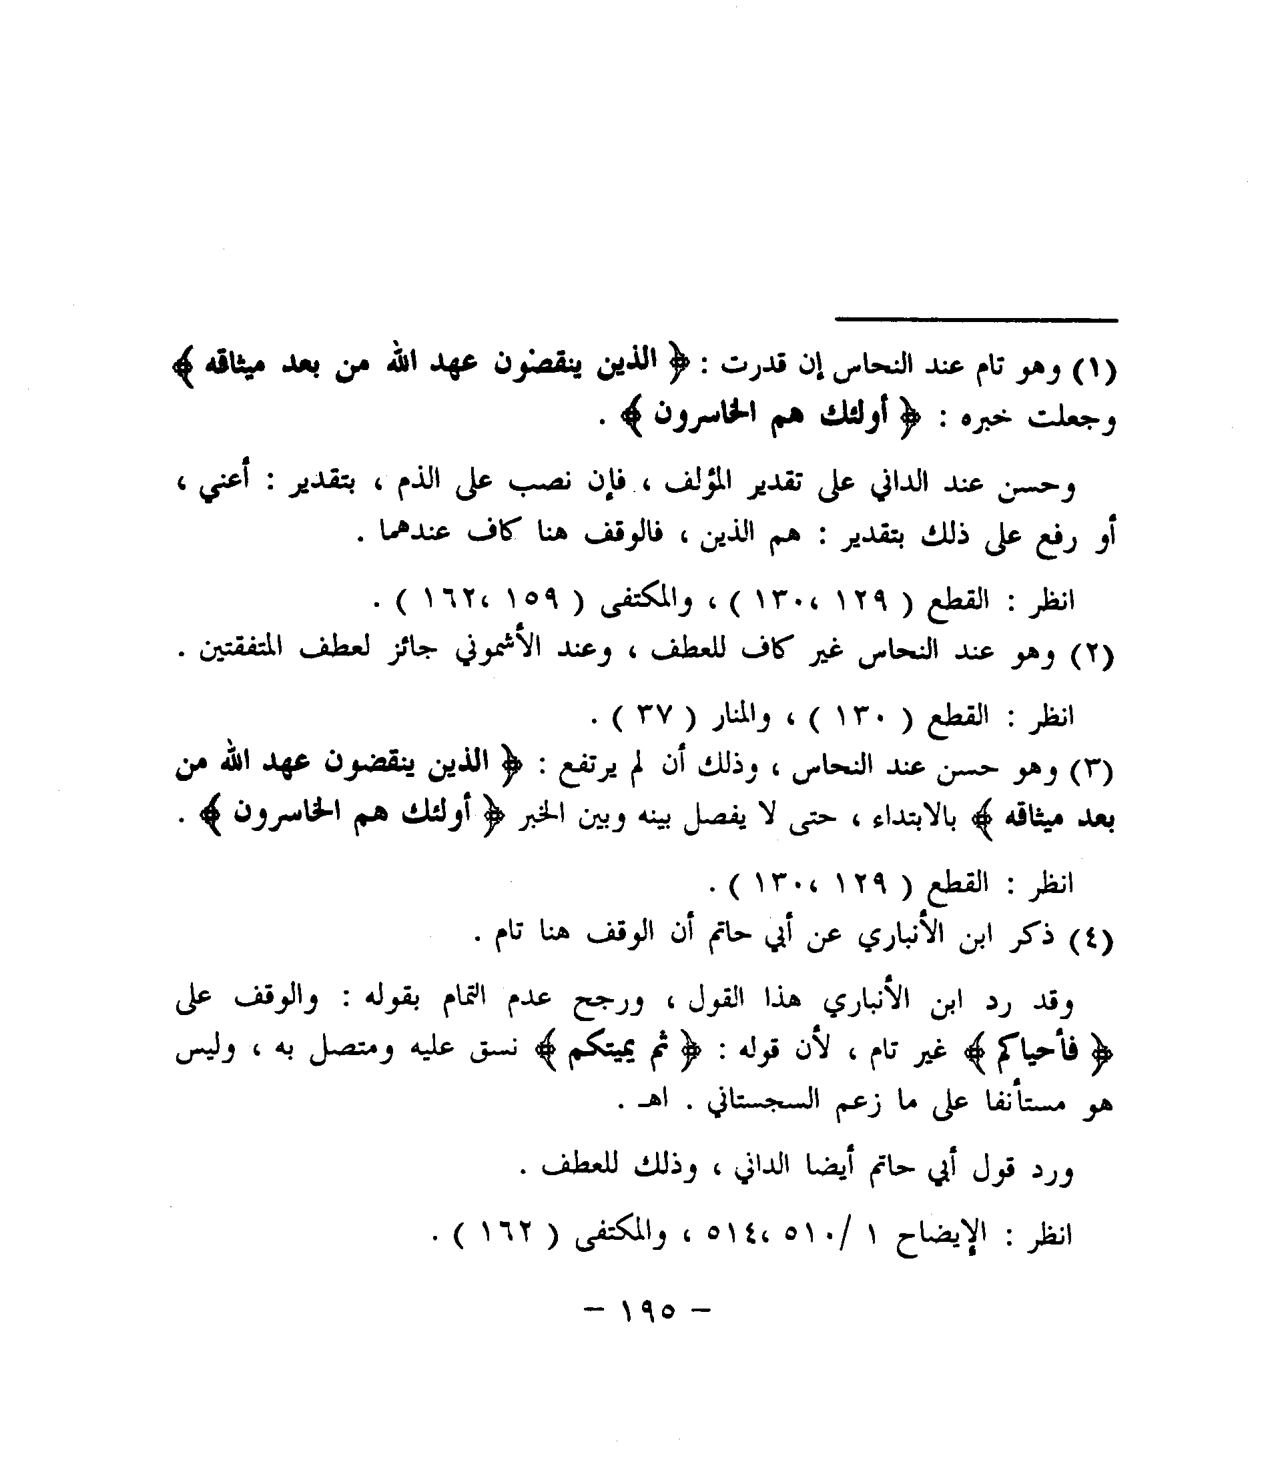 (١) وهو تام عند النحاس إن قدرت : ﴿ الذين ينقضون عهد الله من بعد ميثاقه ﴾
وجعلت خبره : ﴿ أولئك هم الخاسرون ﴾ .
وحسن عند الداني على تقدير المؤلف ، فإن نصب على الذم ، بتقدير : أعني ،
أو رفع على ذلك بتقدير : هم الذين ، فالوقف هنا كاف عندهما .
انظر : القطع ( ١٢٩ ،١٣٠ ) ، والمكتفى ( ١٥٩ ،١٦٢ ) .
(٢) وهو عند النحاس غير كاف للعطف ، وعند الأشموني جائز لعطف المتفقتين .
انظر : القطع ( ١٣٠ ) ، والمنار ( ٣٧ ) .
(٣) وهو حسن عند النحاس ، وذلك أن لم يرتفع : ﴿ الذين ينقضون عهد الله من
بعد ميثاقه ﴾ بالابتداء ، حتى لا يفصل بينه وبين الخبر ﴿ أولئك هم الخاسرون ﴾ .
انظر : القطع ( ١٢٩ ،١٣٠ ) .
(٤) ذكر ابن الأنباري عن أبي حاتم أن الوقف هنا تام .
وقد رد ابن الأنباري هذا القول ، ورجح عدم التمام بقوله : والوقف على
﴿ فأحياكم ﴾ غير تام ، لأن قوله : ﴿ ثم يميتكم ﴾ نسق عليه ومتصل به ، وليس
هو مستأنفا على ما زعم السجستاني . اهـ .
ورد قول أبي حاتم أيضا الداني ، وذلك للعطف .
انظر : الإيضاح ١ /٥١٠ ،٥١٤ ، والمكتفى ( ١٦٢ ) .
– ١٩٥ –